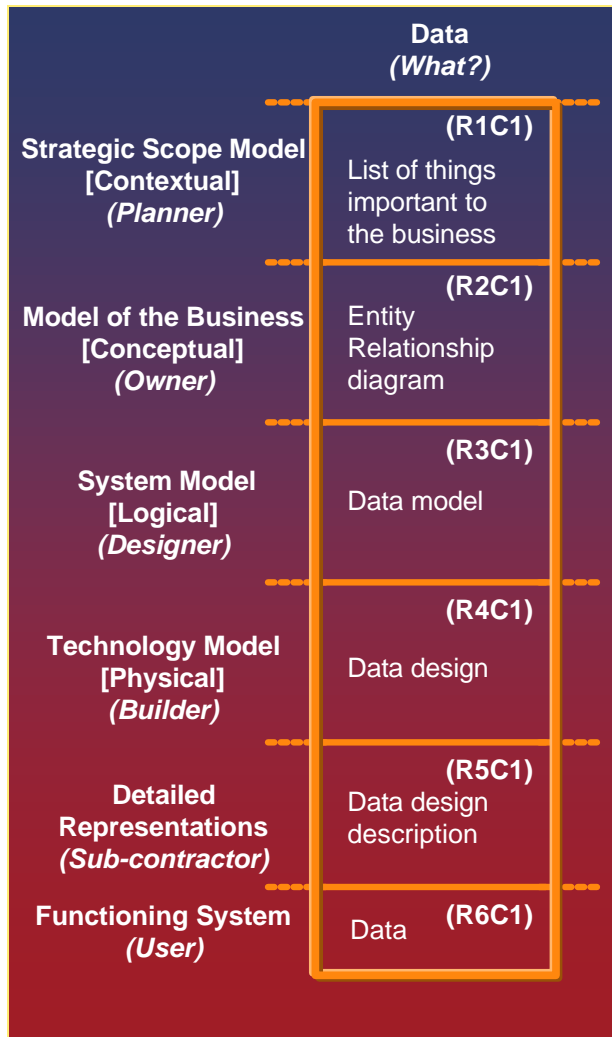 Data
(What?)
Strategic Scope Model
[Contextual]
(Planner)
(R1C1)
List of things
important to
the business
Model of the Business
[Conceptual]
(Owner)
(R2C1)
Entity
Relationship
diagram
System Model
[Logical]
(Designer)
(R3C1)
Data model
Technology Model
[Physical]
(Builder)
(R4C1)
Data design
Detailed
Representations
(Sub-contractor)
(R5C1)
Data design
description
Functioning System
(User)
(R6C1)
Data